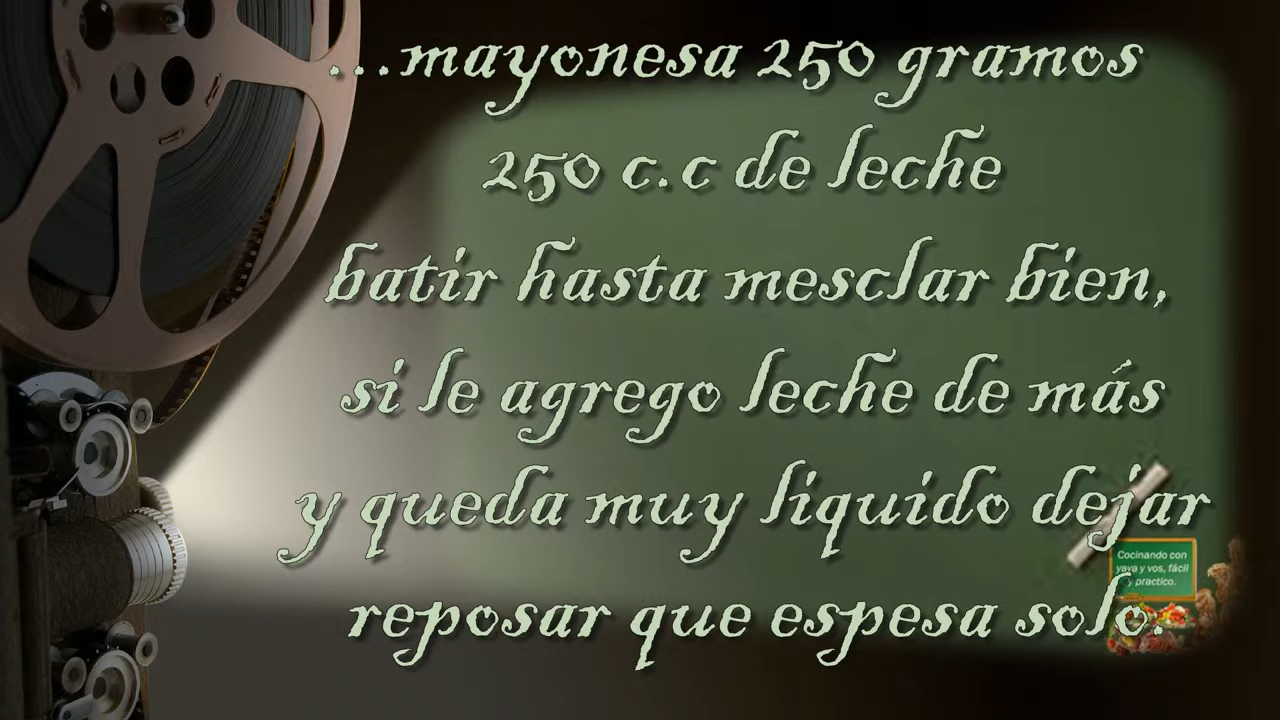 ...mayonesa 250 gramos
250 c.c de leche
batir hasta mesclar bien,
si le agrego leche de más
y queda muy liquido dejar
reposar que espesa solo.
Cocinando con
yaya y vos, fácil
y practico.